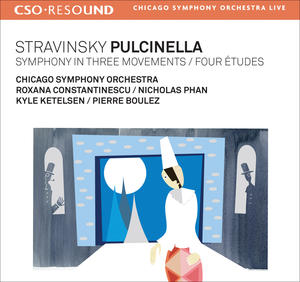 CSO·RESOUND
CHICAGO SYMPHONY ORCHESTRA LIVE
STRAVINSKY PULCINELLA
SYMPHONY IN THREE MOVEMENTS / FOUR ÉTUDES
CHICAGO SYMPHONY ORCHESTRA
ROXANA CONSTANTINESCU / NICHOLAS PHAN
KYLE KETELSEN / PIERRE BOULEZ